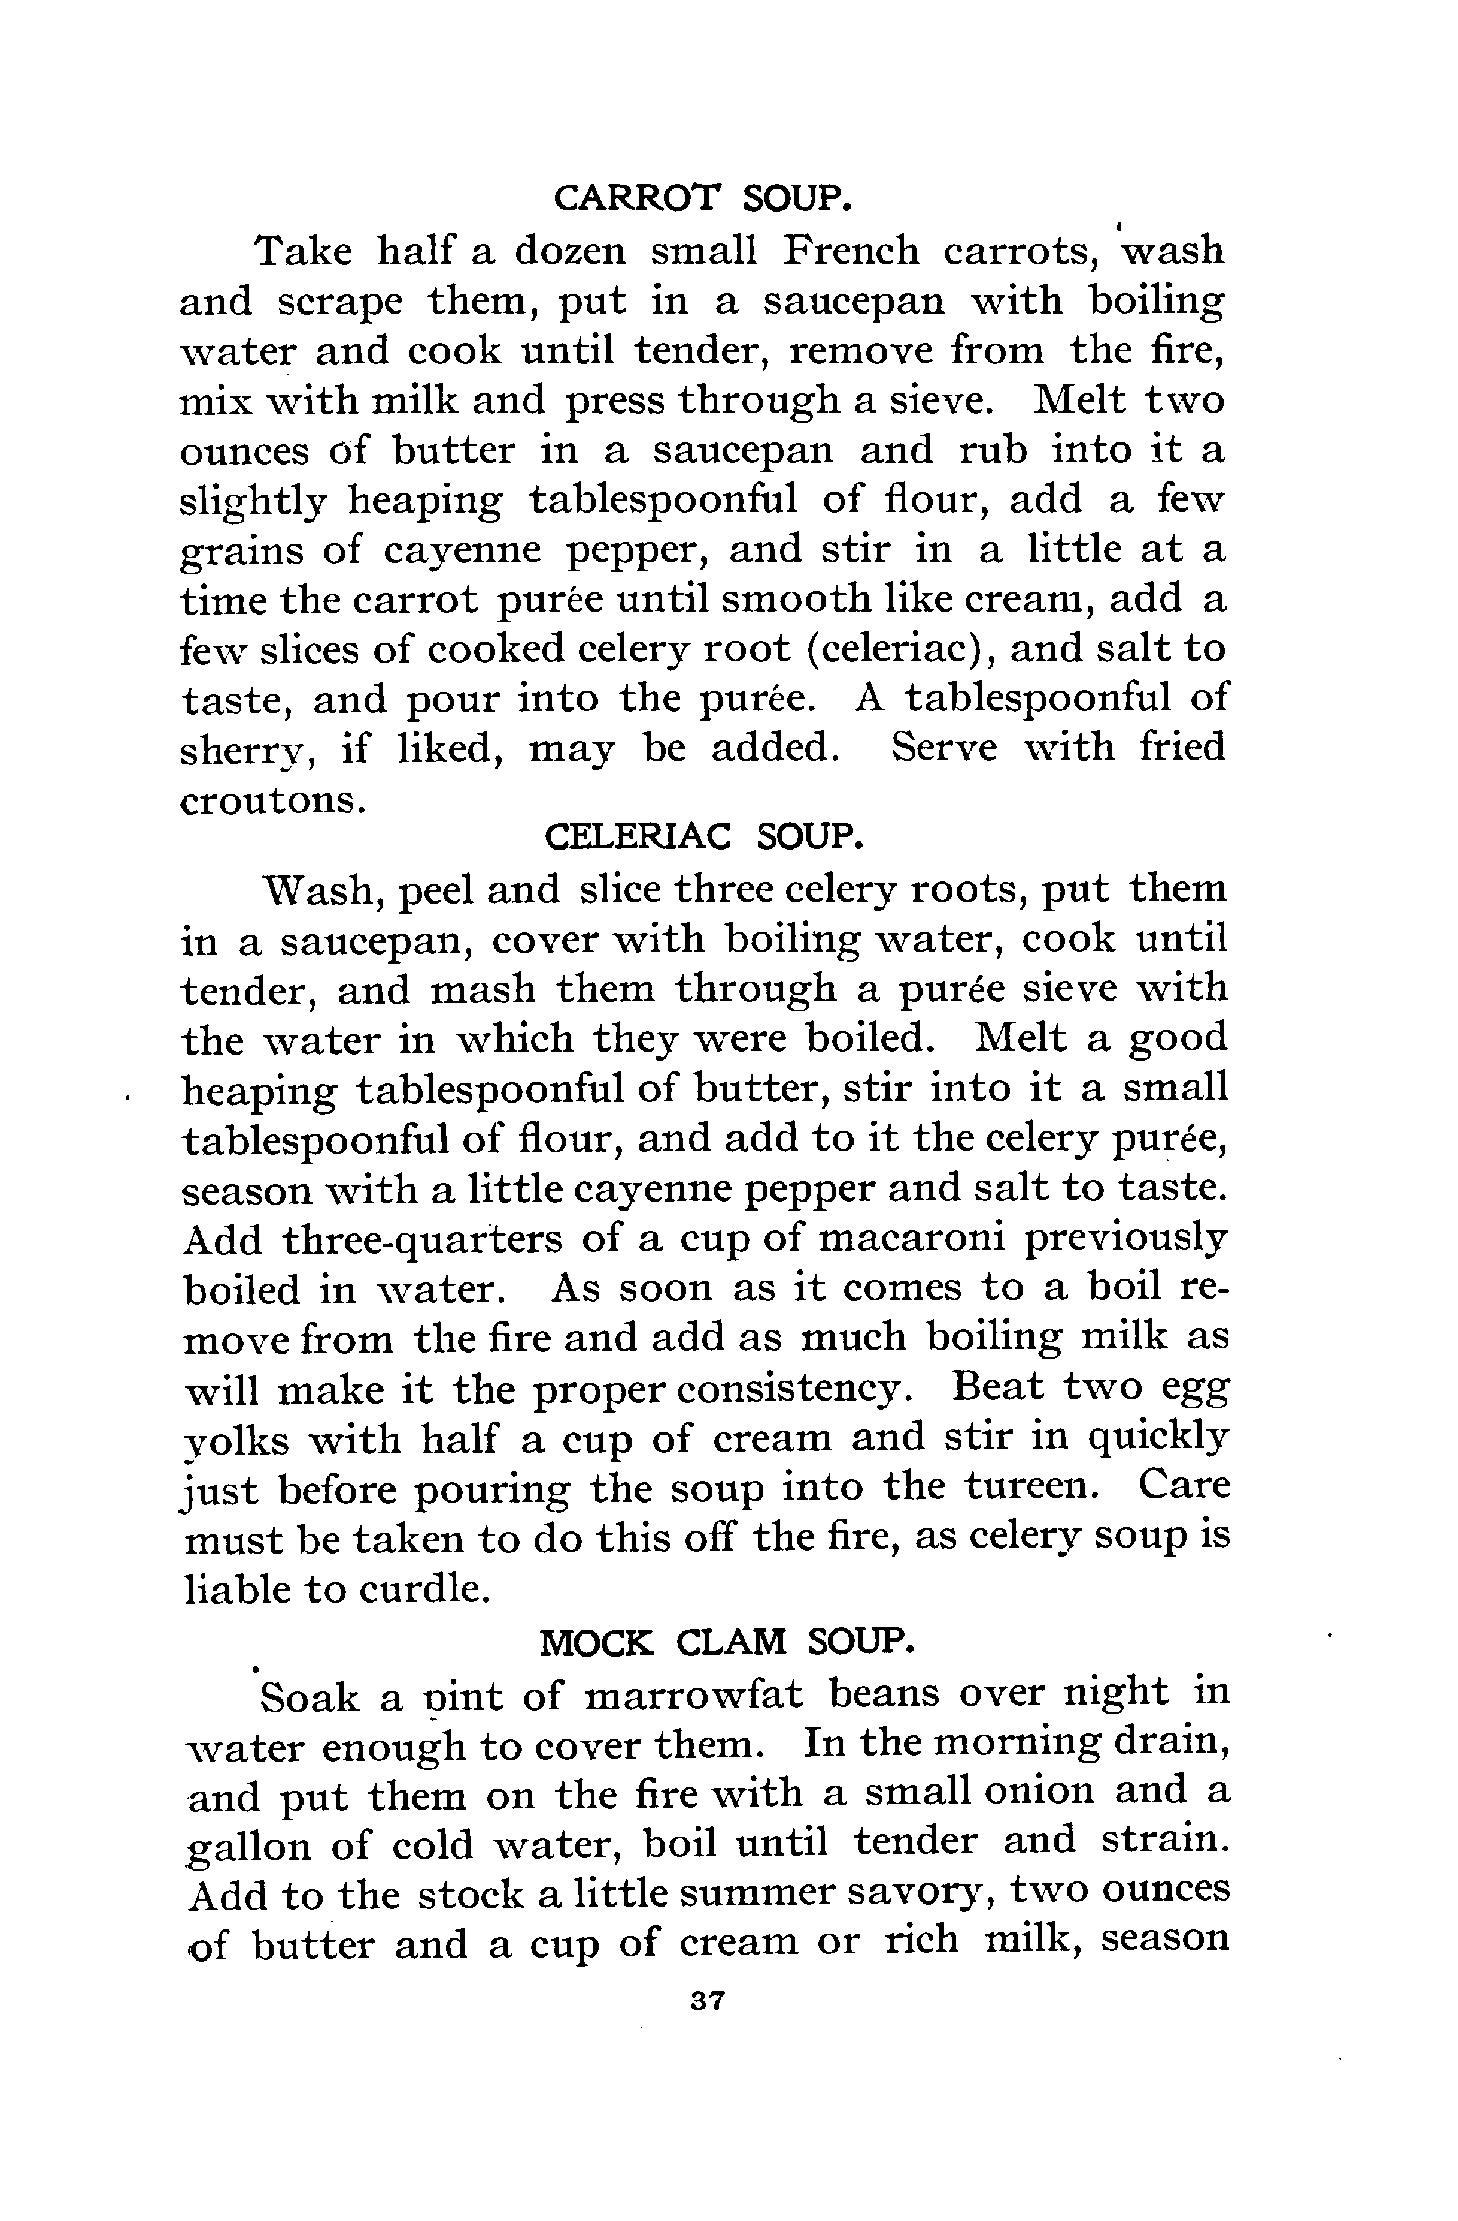 CARROT SOUP.
Take half a dozen small French carrots, wash
and scrape them, put in a saucepan with boiling
water and cook until tender, remove from the fire,
mix with milk and press through a sieve. Melt two
ounces of butter in a saucepan and rub into it a
slightly heaping tablespoonful of flour, add a few
grains of cayenne pepper, and stir in a little at a
time the carrot purée until smooth like cream, add a
few slices of cooked celery root (celeriac), and salt to
taste, and pour into the purée. A tablespoonful of
sherry, if liked, may be added. Serve with fried
croutons.
CELERIAC SOUP.
Wash, peel and slice three celery roots, put them
in a saucepan, cover with boiling water, cook until
tender, and mash them through a purée sieve with
the water in which they were boiled. Melt a good
heaping tablespoonful of butter, stir into it a small
tablespoonful of flour, and add to it the celery purée,
season with a little cayenne pepper and salt to taste.
Add three-quarters of a cup of macaroni previously
boiled in water. As soon as it comes to a boil re-
move from the fire and add as much boiling milk as
will make it the proper consistency. Beat two egg
yolks with half a cup of cream and stir in quickly
just before pouring the soup into the tureen. Care
must be taken to do this off the fire, as celery soup is
liable to curdle.
MOCK CLAM SOUP.
Soak a pint of marrowfat beans over night in
water enough to cover them. In the morning drain,
and put them on the fire with a small onion and a
gallon of cold water, boil until tender and strain.
Add to the stock a little summer savory, two ounces
of butter and a cup of cream or rich milk, season
37